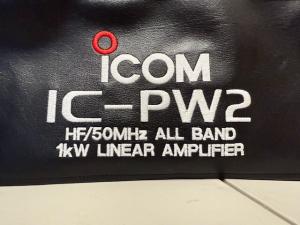 ICOM
IC-PW2
HF/50MHz ALL BAND
1kW LINEAR AMPLIFIER